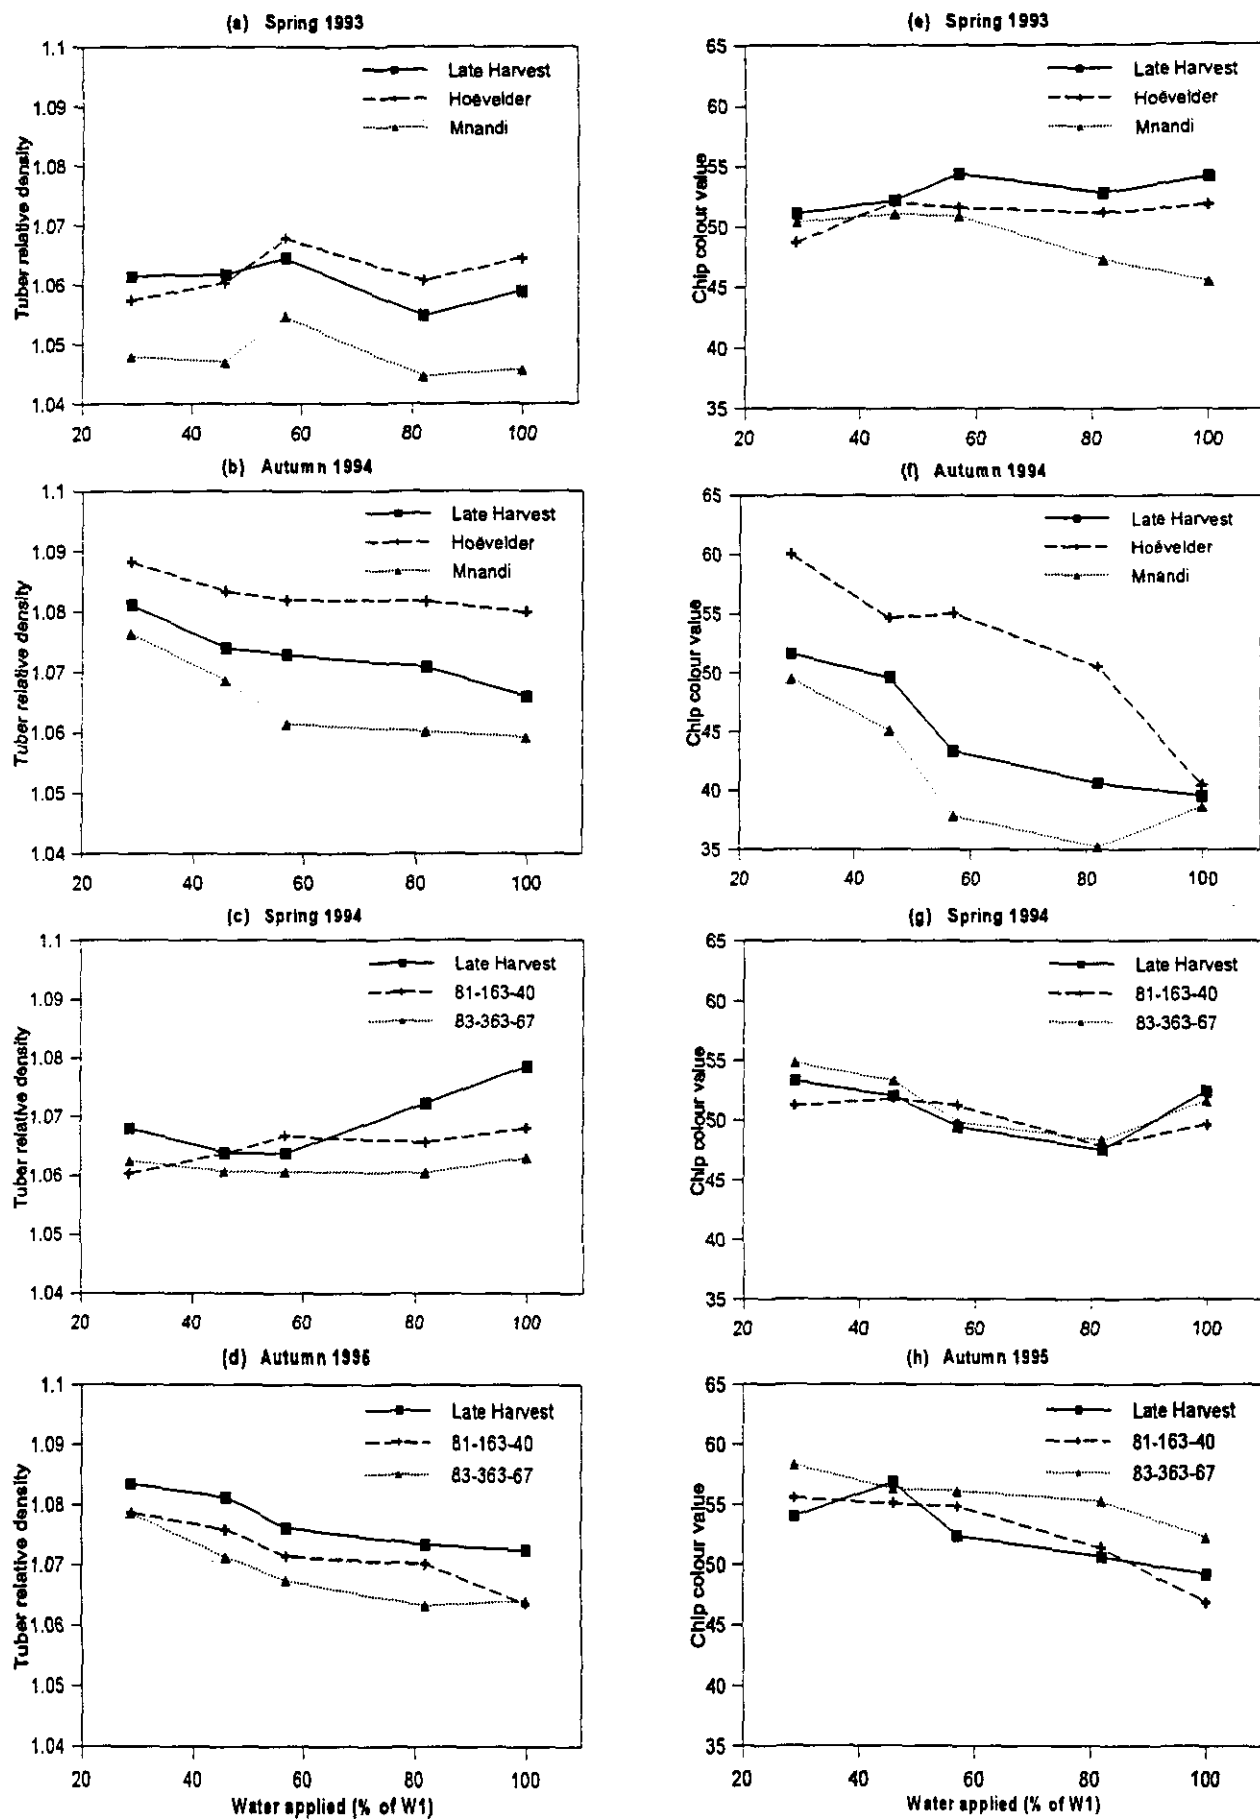 (a) Spring 1993
1.1
1.09
1.08
1.07
1.06
1.05
1.04
Tuber relative density
Late Harvest
Hoëvelder
Mnandi
20 40 60 80 100
(e) Spring 1993
65
60
55
50
45
40
35
Chip colour value
Late Harvest
Hoëvelder
Mnandi
20 40 60 80 100
(b) Autumn 1994
1.1
1.09
1.08
1.07
1.06
1.05
1.04
Tuber relative density
Late Harvest
Hoëvelder
Mnandi
20 40 60 80 100
(f) Autumn 1994
65
60
55
50
45
40
35
Chip colour value
Late Harvest
Hoëvelder
Mnandi
20 40 60 80 100
(c) Spring 1994
1.1
1.09
1.08
1.07
1.06
1.05
1.04
Tuber relative density
Late Harvest
81-163-40
83-363-67
20 40 60 80 100
(g) Spring 1994
65
60
55
50
45
40
35
Chip colour value
Late Harvest
81-163-40
83-363-67
20 40 60 80 100
(d) Autumn 1995
1.1
1.09
1.08
1.07
1.06
1.05
1.04
Tuber relative density
Late Harvest
81-163-40
83-363-67
20 40 60 80 100
Water applied (% of W1)
(h) Autumn 1995
65
60
55
50
45
40
35
Chip colour value
Late Harvest
81-163-40
83-363-67
20 40 60 80 100
Water applied (% of W1)